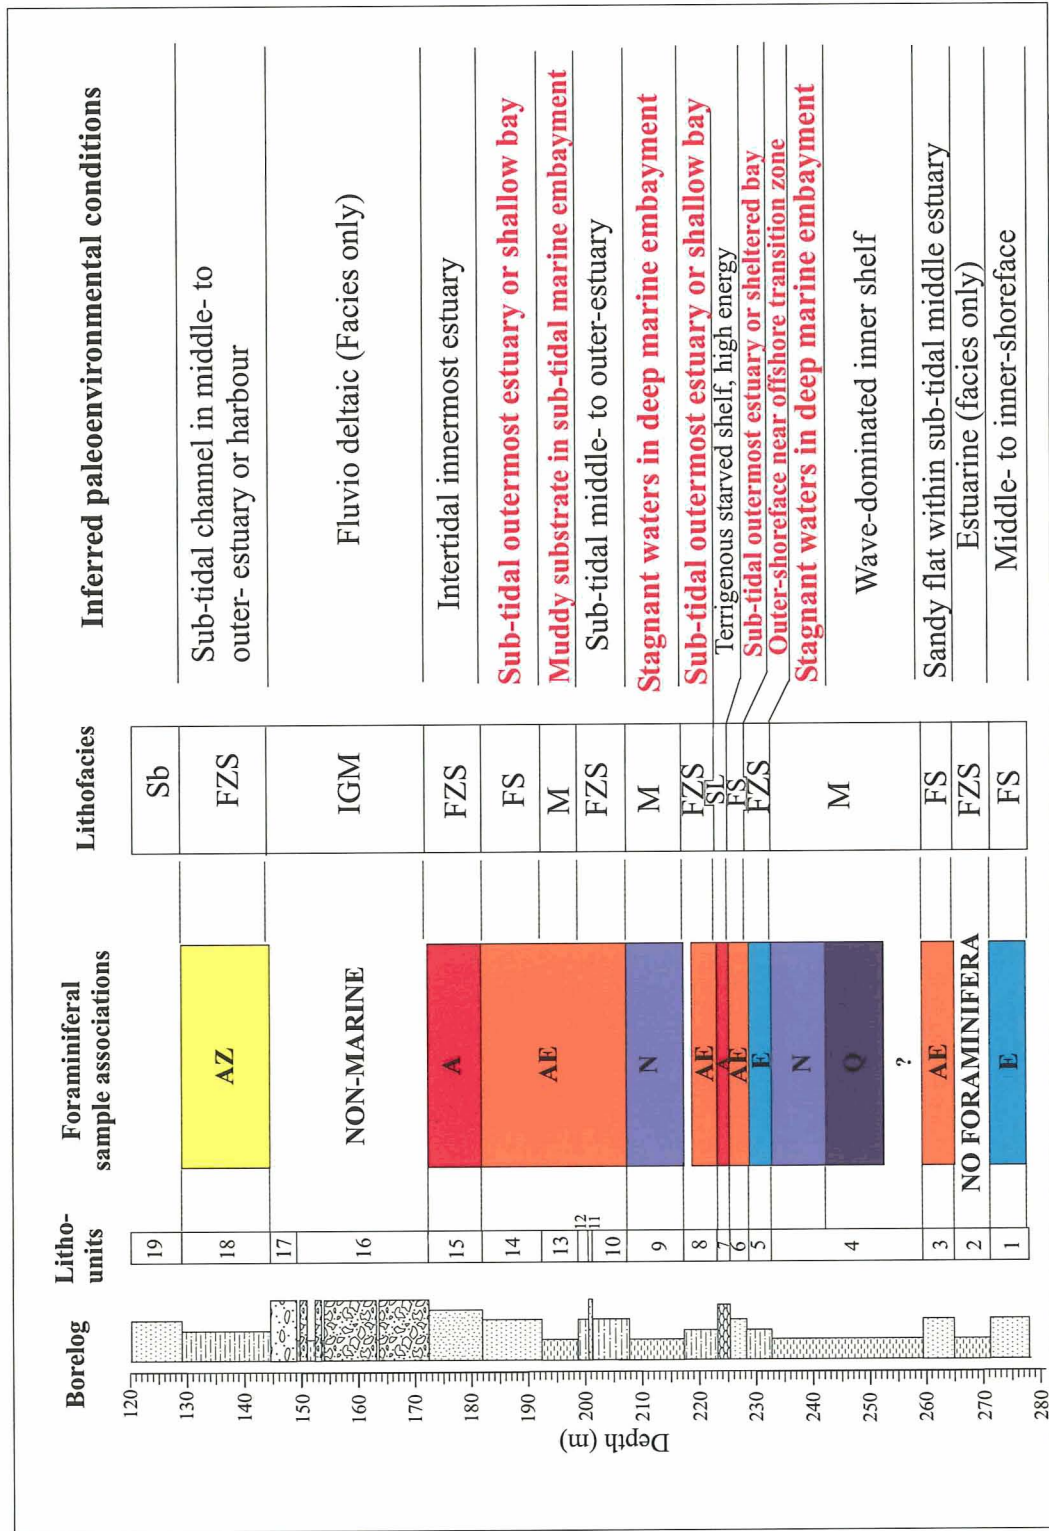 Borelog
Litho-
units
Foraminiferal
sample associations
Lithofacies
Inferred paleoenvironmental conditions
Depth (m)
120
130
140
150
160
170
180
190
200
210
220
230
240
250
260
270
280
19
18
17
16
15
14
13
12
11
10
9
8
7
6
5
4
3
2
1
AZ
NON-MARINE
A
AE
N
AE
A
AE
E
N
Q
?
AE
NO FORAMINIFERA
E
Sb
FZS
IGM
FZS
FS
M
FZS
M
FZS
SL
FS
FZS
M
FS
FZS
FS
Sub-tidal channel in middle- to
outer- estuary or harbour
Fluvio deltaic (Facies only)
Intertidal innermost estuary
Sub-tidal outermost estuary or shallow bay
Muddy substrate in sub-tidal marine embayment
Sub-tidal middle- to outer-estuary
Stagnant waters in deep marine embayment
Sub-tidal outermost estuary or shallow bay
Terrigenous starved shelf, high energy
Sub-tidal outermost estuary or sheltered bay
Outer-shoreface near offshore transition zone
Stagnant waters in deep marine embayment
Wave-dominated inner shelf
Sandy flat within sub-tidal middle estuary
Estuarine (facies only)
Middle- to inner-shoreface